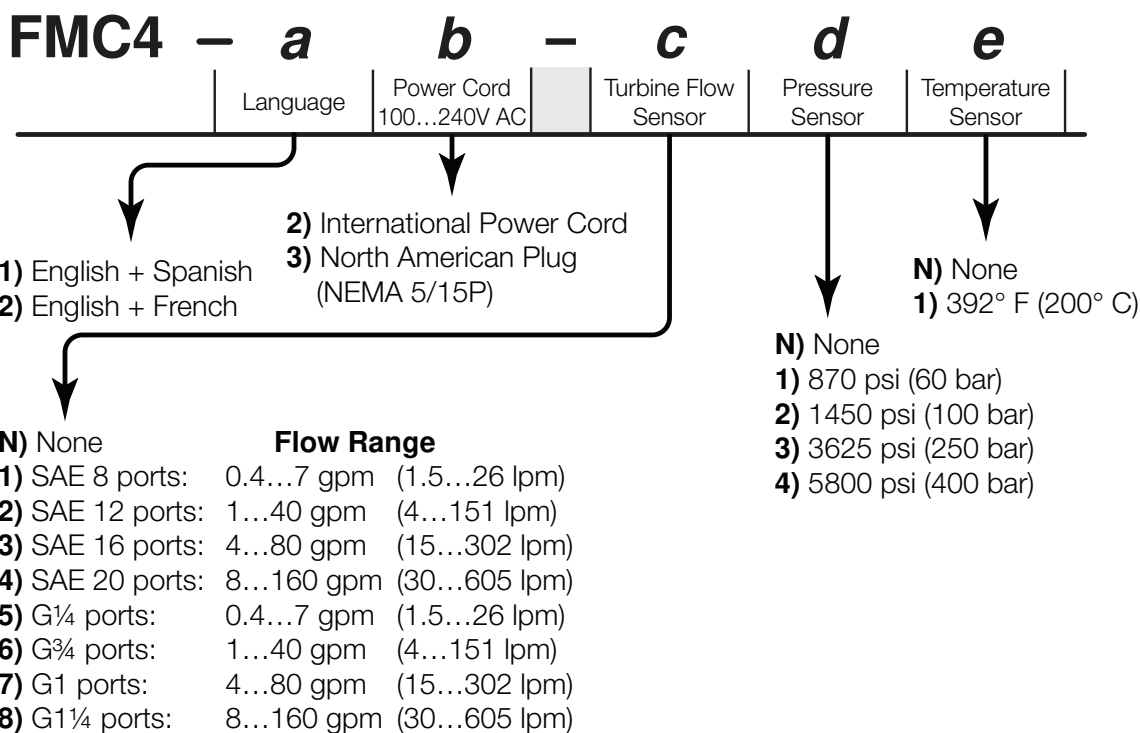 FMC4 – a b – c d e
Language
Power Cord
100…240V AC
Turbine Flow
Sensor
Pressure
Sensor
Temperature
Sensor
1) English + Spanish
2) English + French
2) International Power Cord
3) North American Plug
(NEMA 5/15P)
N) None
1) 392° F (200° C)
N) None
1) 870 psi (60 bar)
2) 1450 psi (100 bar)
3) 3625 psi (250 bar)
4) 5800 psi (400 bar)
N) None Flow Range
1) SAE 8 ports: 0.4…7 gpm (1.5…26 lpm)
2) SAE 12 ports: 1…40 gpm (4…151 lpm)
3) SAE 16 ports: 4…80 gpm (15…302 lpm)
4) SAE 20 ports: 8…160 gpm (30…605 lpm)
5) G¼ ports: 0.4…7 gpm (1.5…26 lpm)
6) G¾ ports: 1…40 gpm (4…151 lpm)
7) G1 ports: 4…80 gpm (15…302 lpm)
8) G1¼ ports: 8…160 gpm (30…605 lpm)